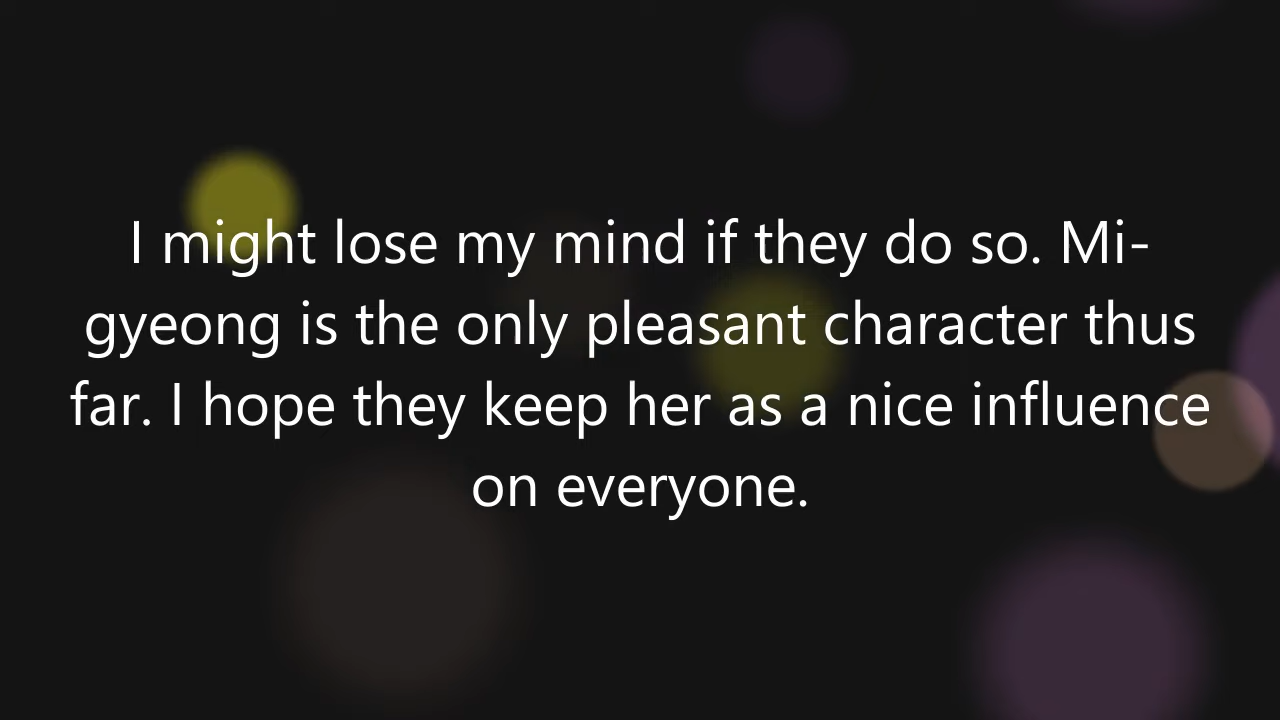 I might lose my mind if they do so. Mi-
gyeong is the only pleasant character thus
far. I hope they keep her as a nice influence
on everyone.